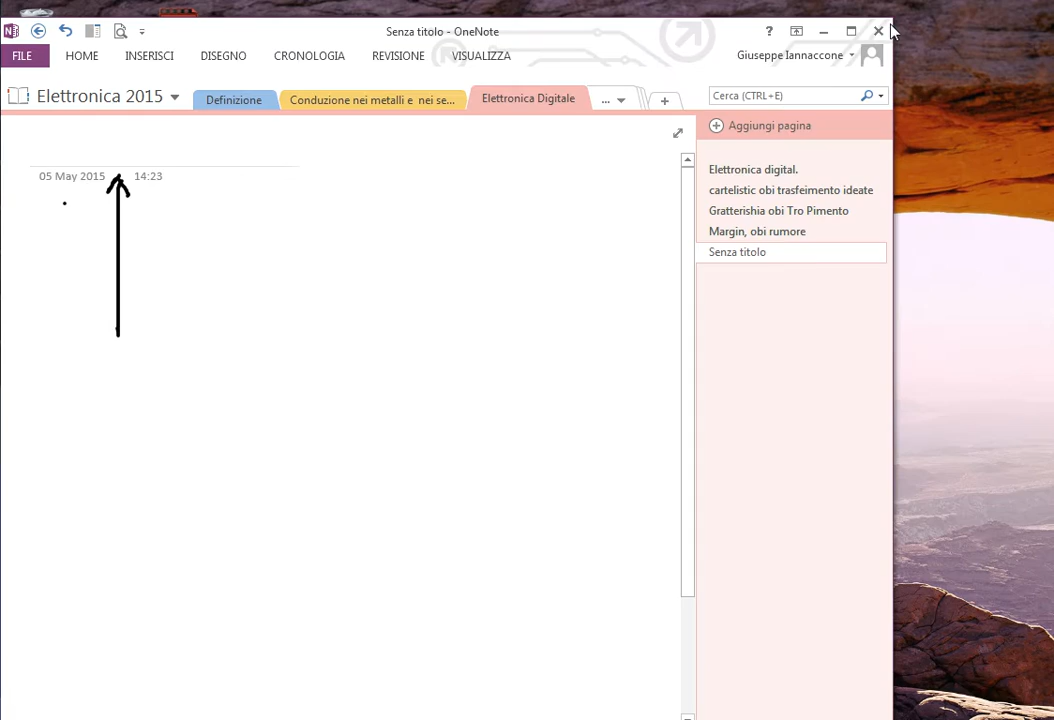 Senza titolo - OneNote
?
FILE HOME INSERISCI DISEGNO CRONOLOGIA REVISIONE VISUALIZZA
Giuseppe Iannaccone
Elettronica 2015
Definizione
Conduzione nei metalli e nei se...
Elettronica Digitale
...
Cerca (CTRL+E)
Aggiungi pagina
05 May 2015 14:23
Elettronica digital.
cartelistic obi trasfeimento ideate
Gratterishia obi Tro Pimento
Margin, obi rumore
Senza titolo